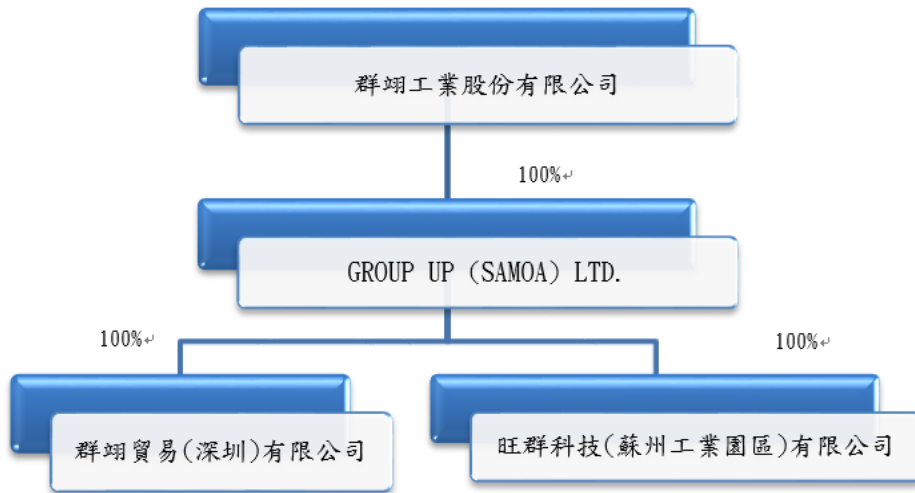 群翊工業股份有限公司
100%↵
GROUP UP (SAMOA) LTD.
100%↵
100%↵
群翊貿易(深圳)有限公司
旺群科技(蘇州工業園區)有限公司